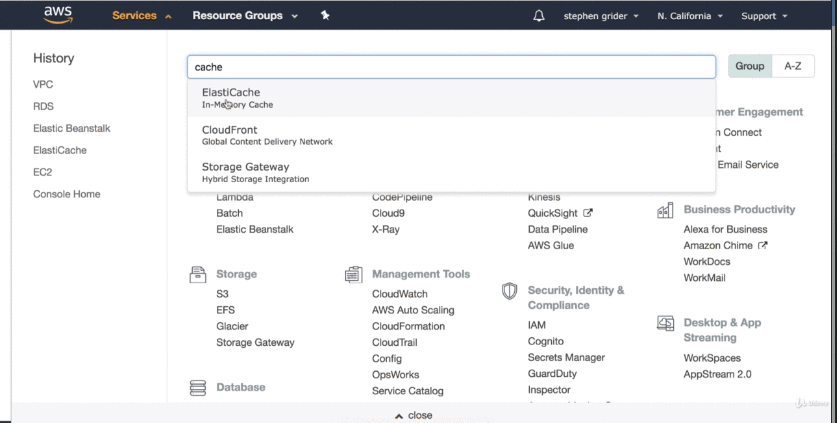 aws
Services
Resource Groups
stephen grider
N. California
Support
History
VPC
RDS
Elastic Beanstalk
ElastiCache
EC2
Console Home
cache
Group
A-Z
ElastiCache
In-Memory Cache
CloudFront
Global Content Delivery Network
Storage Gateway
Hybrid Storage Integration
Lambda
Batch
Elastic Beanstalk
Storage
S3
EFS
Glacier
Storage Gateway
Database
CodePipeline
Cloud9
X-Ray
Management Tools
CloudWatch
AWS Auto Scaling
CloudFormation
CloudTrail
Config
OpsWorks
Service Catalog
Kinesis
QuickSight
Data Pipeline
AWS Glue
Security, Identity &
Compliance
IAM
Cognito
Secrets Manager
GuardDuty
Inspector
mer Engagement
n Connect
t
Email Service
Business Productivity
Alexa for Business
Amazon Chime
WorkDocs
WorkMail
Desktop & App
Streaming
WorkSpaces
AppStream 2.0
close